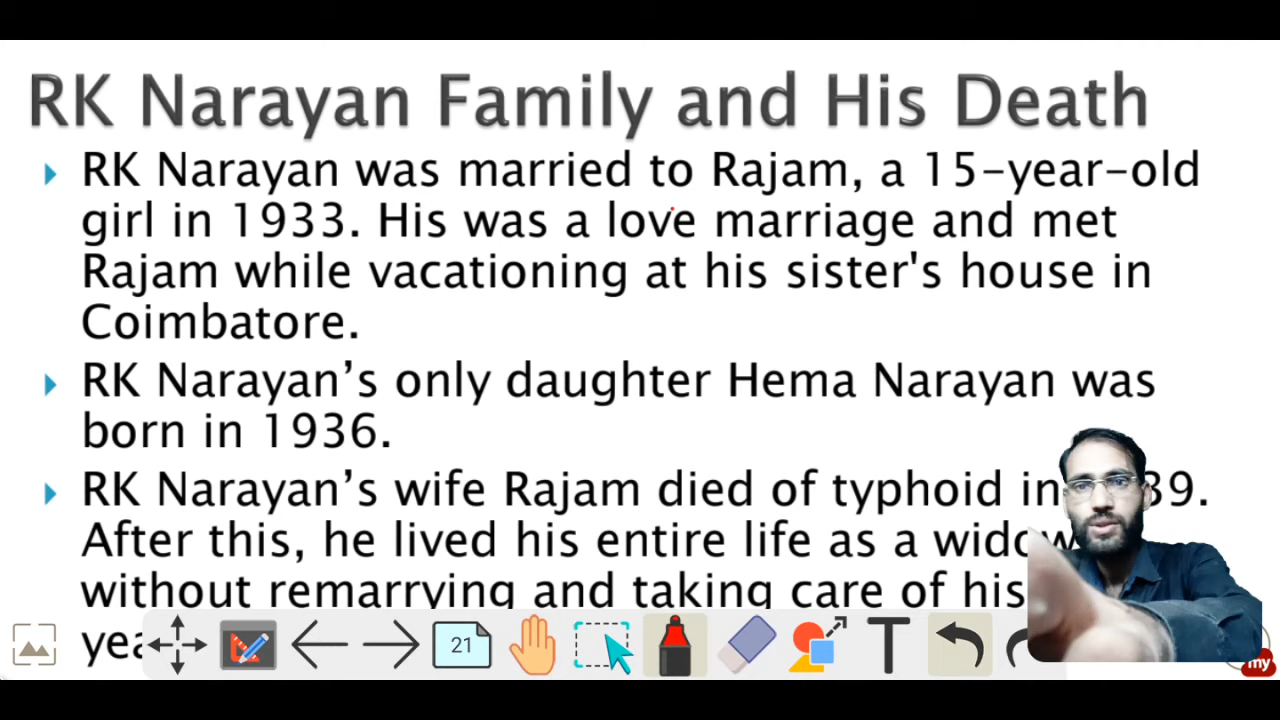 RK Narayan Family and His Death
RK Narayan was married to Rajam, a 15-year-old
girl in 1933. His was a love marriage and met
Rajam while vacationing at his sister's house in
Coimbatore.
RK Narayan’s only daughter Hema Narayan was
born in 1936.
RK Narayan’s wife Rajam died of typhoid in 39.
After this, he lived his entire life as a
without remarrying and taking care of his
21
T
my